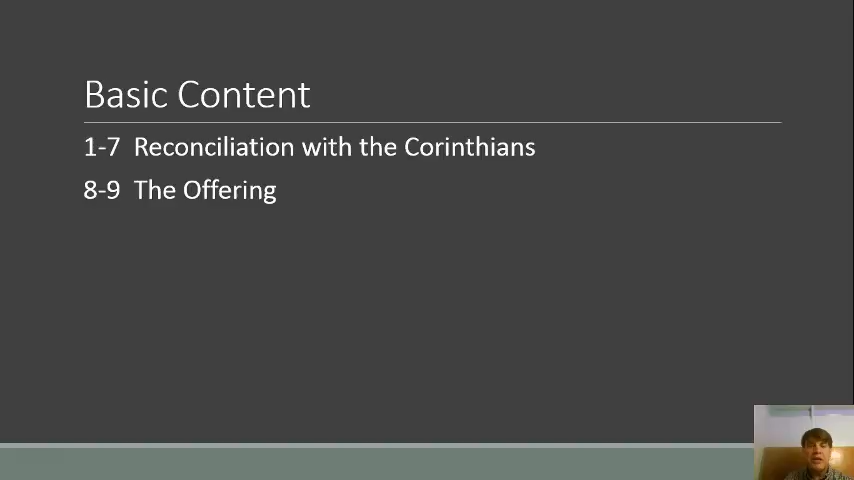 Basic Content
1-7 Reconciliation with the Corinthians
8-9 The Offering